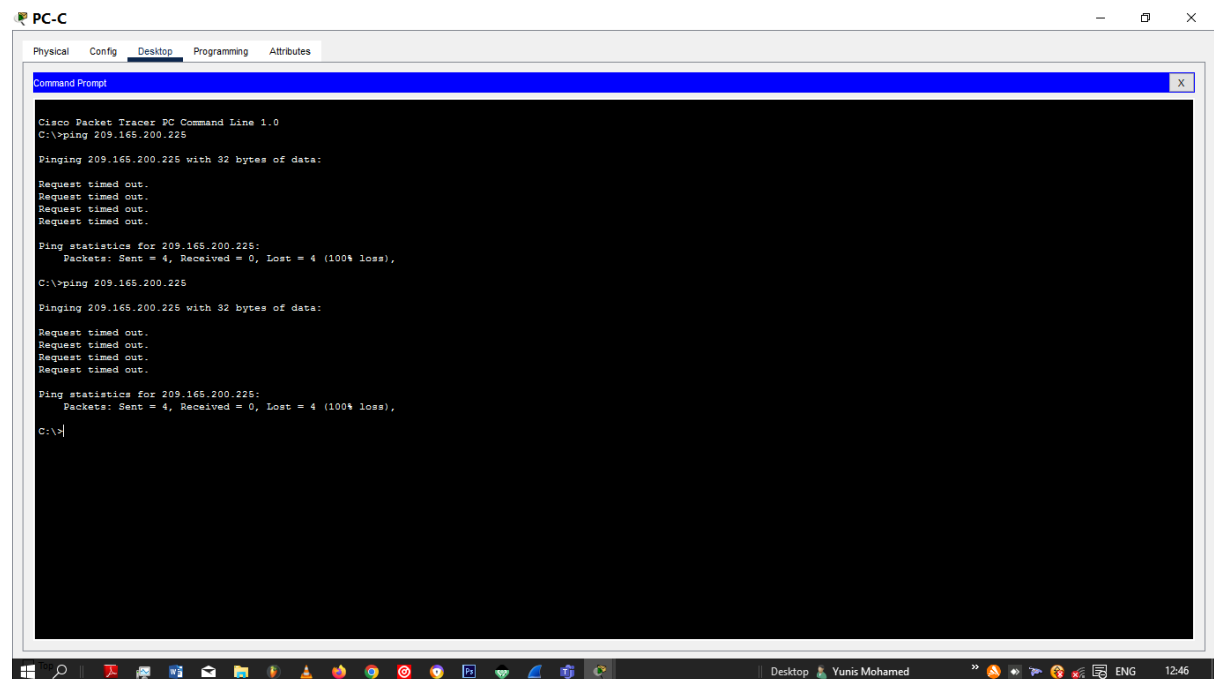 PC-C
Physical Config Desktop Programming Attributes
Command Prompt
X
Cisco Packet Tracer PC Command Line 1.0
C:\>ping 209.165.200.225
Pinging 209.165.200.225 with 32 bytes of data:
Request timed out.
Request timed out.
Request timed out.
Request timed out.
Ping statistics for 209.165.200.225:
Packets: Sent = 4, Received = 0, Lost = 4 (100% loss),
C:\>ping 209.165.200.225
Pinging 209.165.200.225 with 32 bytes of data:
Request timed out.
Request timed out.
Request timed out.
Request timed out.
Ping statistics for 209.165.200.225:
Packets: Sent = 4, Received = 0, Lost = 4 (100% loss),
C:\>
Top
Ps
Desktop Yunis Mohamed ENG 12:46